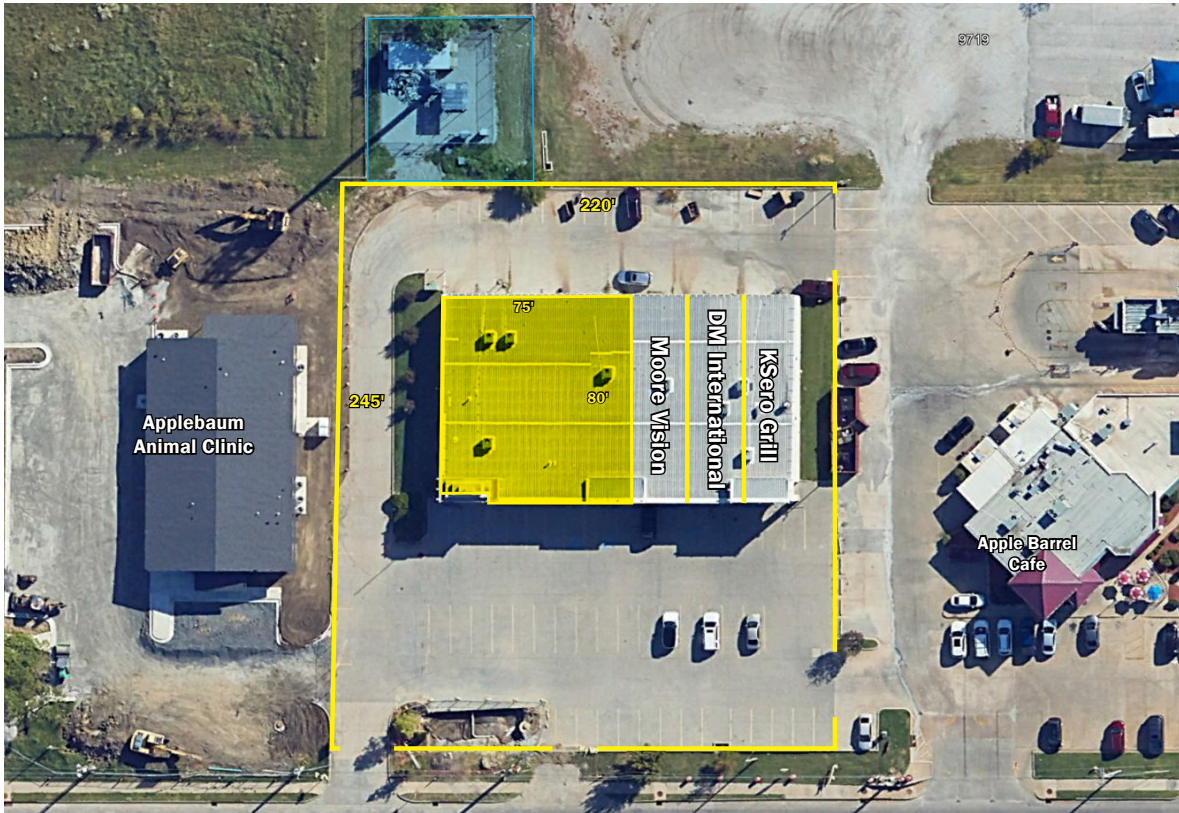 9719
220'
75'
80'
245'
Moore Vision
DM International
KSero Grill
Applebaum
Animal Clinic
Apple Barrel
Cafe